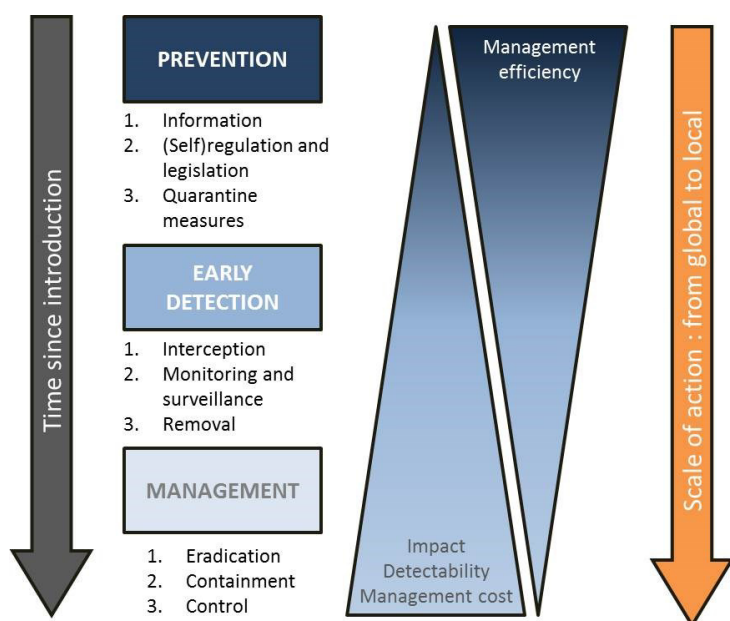 Time since introduction
PREVENTION
1. Information
2. (Self)regulation and
legislation
3. Quarantine
measures
EARLY
DETECTION
1. Interception
2. Monitoring and
surveillance
3. Removal
MANAGEMENT
1. Eradication
2. Containment
3. Control
Management
efficiency
Impact
Detectability
Management cost
Scale of action : from global to local